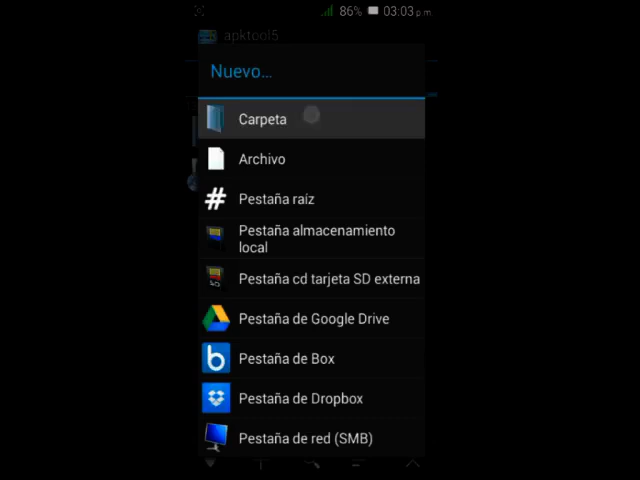 86% 03:03 p.m.
apktool5
Nuevo...
Carpeta
Archivo
# Pestaña raíz
Pestaña almacenamiento
local
Pestaña cd tarjeta SD externa
Pestaña de Google Drive
b Pestaña de Box
Pestaña de Dropbox
Pestaña de red (SMB)